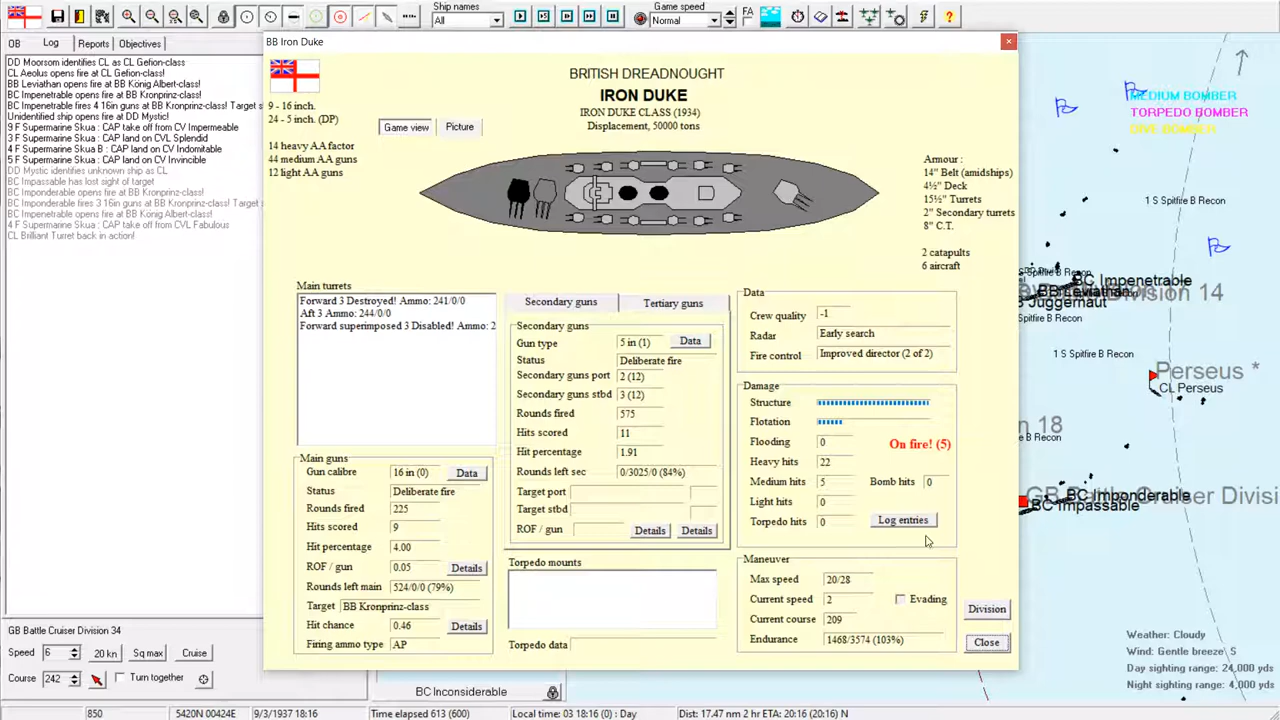 Ship names
Game speed
All
Normal
FA
OB
Log
Reports
Objectives
DD Moorsom identifies CL as CL Gefion-class
CL Aeolus opens fire at CL Gefion-class!
BB Leviathan opens fire at BB König Albert-class!
BC Impenetrable fires 4 16in guns at BB Kronprinz-class! Target s
Unidentified ship opens fire at DD Mystic!
9 F Supermarine Skua : CAP take off from CV Impermeable
3 F Supermarine Skua : CAP land on CVL Splendid
4 F Supermarine Skua B : CAP land on CV Indomitable
5 F Supermarine Skua : CAP land on CV Invincible
DD Mystic identifies unknown ship as CL
BC Impassable has lost sight of target
BC Imponderable opens fire at BB Kronprinz-class!
BC Imponderable fires 3 16in guns at BB Kronprinz-class! Target s
BC Impenetrable opens fire at BB König Albert-class!
4 F Supermarine Skua : CAP take off from CVL Fabulous
CL Brilliant Turret back in action!
BB Iron Duke
BRITISH DREADNOUGHT
IRON DUKE
IRON DUKE CLASS (1934)
Displacement, 50000 tons
9 - 16 inch.
24 - 5 inch. (DP)
Game view
Picture
14 heavy AA factor
44 medium AA guns
12 light AA guns
Armour :
14" Belt (amidships)
4½" Deck
15½" Turrets
2" Secondary turrets
8" C.T.
2 catapults
6 aircraft
Main turrets
Forward 3 Destroyed! Ammo: 241/0/0
Aft 3 Ammo: 244/0/0
Forward superimposed 3 Disabled! Ammo: 2
Main guns
Gun calibre 16 in (0) Data
Status Deliberate fire
Rounds fired 225
Hits scored 9
Hit percentage 4.00
ROF / gun 0.05 Details
Rounds left main 524/0/0 (79%)
Target BB Kronprinz-class
Hit chance 0.46 Details
Firing ammo type AP
Secondary guns
Tertiary guns
Secondary guns
Gun type 5 in (1) Data
Status Deliberate fire
Secondary guns port 2 (12)
Secondary guns stbd 3 (12)
Rounds fired 575
Hits scored 11
Hit percentage 1.91
Rounds left sec 0/3025/0 (84%)
Target port
Target stbd
ROF / gun Details Details
Torpedo mounts
Torpedo data
Data
Crew quality -1
Radar Early search
Fire control Improved director (2 of 2)
Damage
Structure
Flotation
Flooding 0 On fire! (5)
Heavy hits 22
Medium hits 5 Bomb hits 0
Light hits 0
Torpedo hits 0 Log entries
Maneuver
Max speed 20/28
Current speed 2 Evading
Current course 209
Endurance 1468/3574 (103%)
Division
Close
MEDIUM BOMBER
TORPEDO BOMBER
DIVE BOMBER
1 S Spitfire B Recon
BC Impenetrable
BB Leviathan
Division 14
Juggernaut
1 S Spitfire B Recon
Perseus *
CL Perseus
BC Imponderable
GB Battle Cruiser Divisi
BC Impassable
GB Battle Cruiser Division 34
Speed 6 20 kn Sq max Cruise
Course 242 Turn together
BC Inconsiderable
Weather: Cloudy
Wind: Gentle breeze S
Day sighting range: 24,000 yds
Night sighting range: 4,000 yds
850
5420N 00424E
9/3/1937 18:16
Time elapsed 613 (600)
Local time: 03 18:16 (0) : Day
Dist: 17.47 nm 2 hr ETA: 20:16 (20:16) N